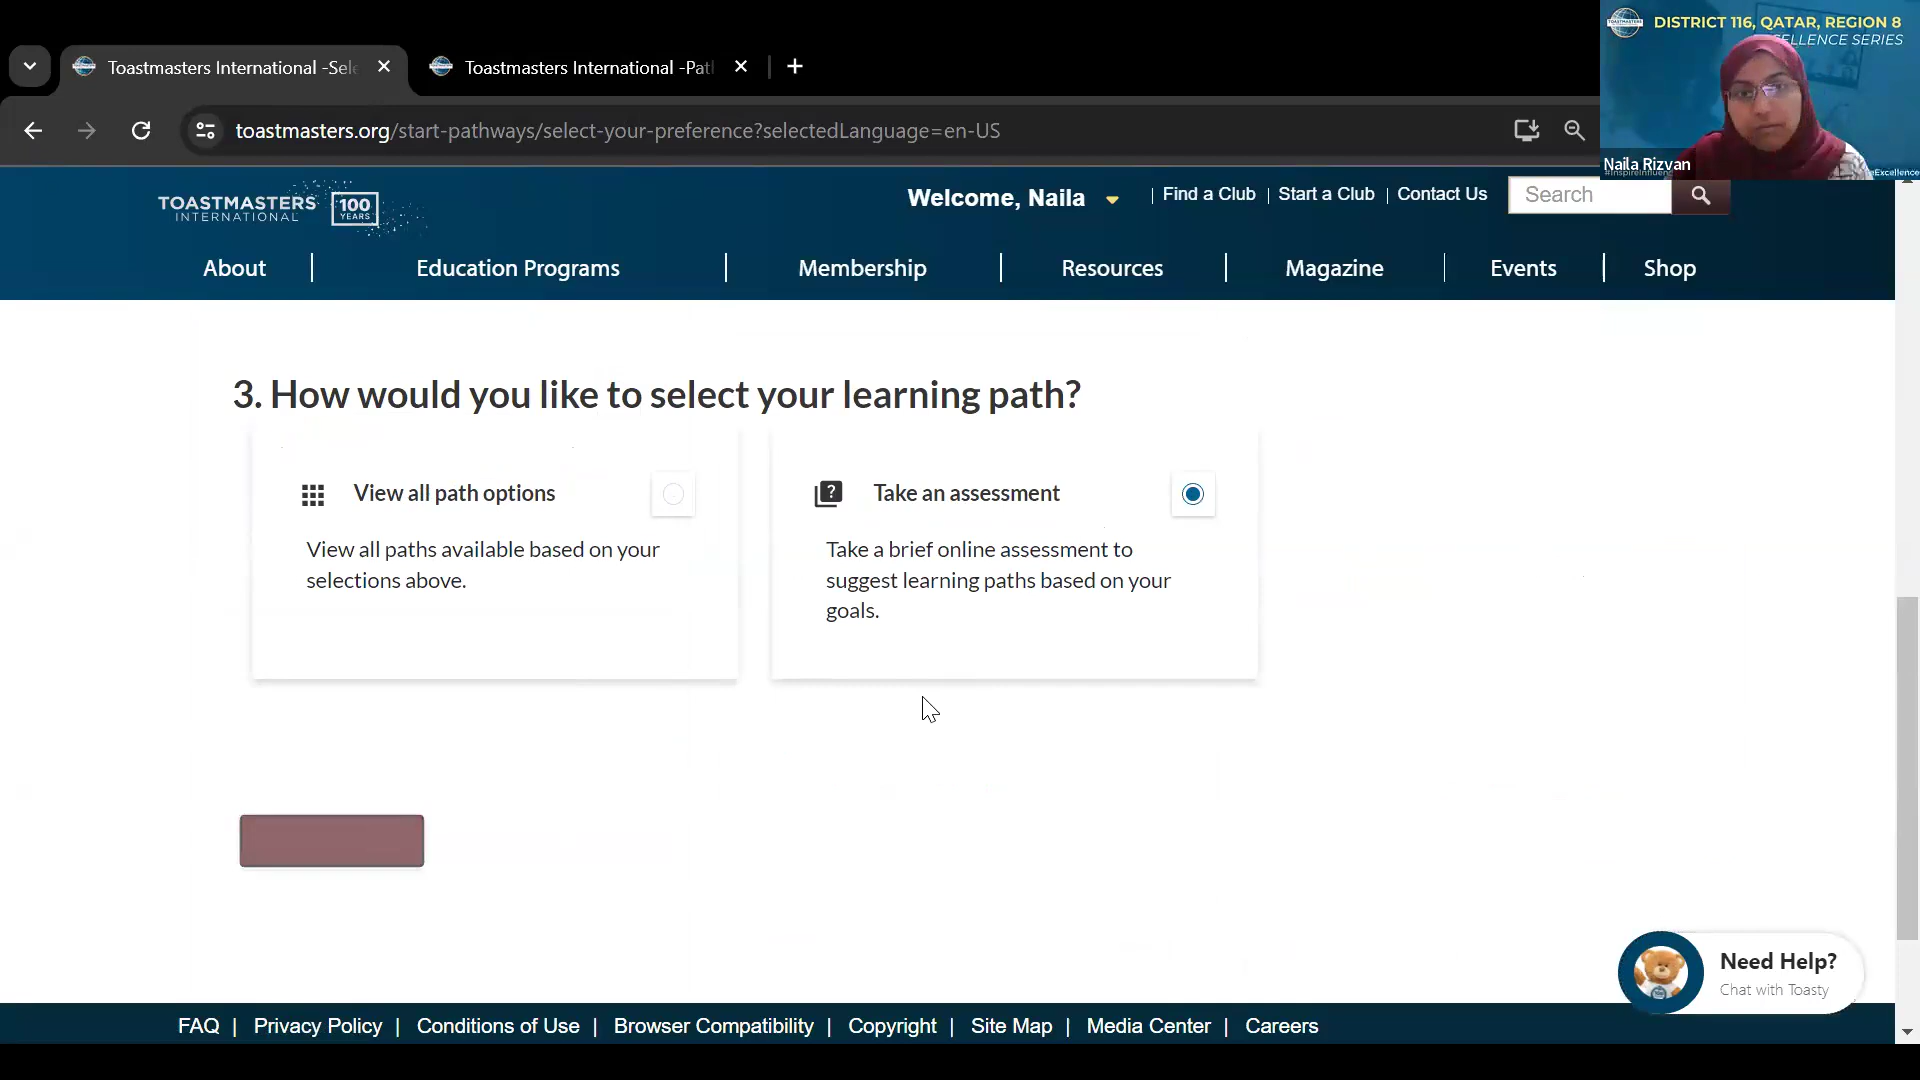 DISTRICT 116, QATAR, REGION 8
ELLENCE SERIES
Toastmasters International -Sele
Toastmasters International -Path
toastmasters.org/start-pathways/select-your-preference?selectedLanguage=en-US
Naila Rizvan
TOASTMASTERS
INTERNATIONAL
100
YEARS
Welcome, Naila
Find a Club
Start a Club
Contact Us
Search
About
Education Programs
Membership
Resources
Magazine
Events
Shop
3. How would you like to select your learning path?
View all path options
View all paths available based on your
selections above.
Take an assessment
Take a brief online assessment to
suggest learning paths based on your
goals.
Need Help?
Chat with Toasty
FAQ | Privacy Policy | Conditions of Use | Browser Compatibility | Copyright | Site Map | Media Center | Careers